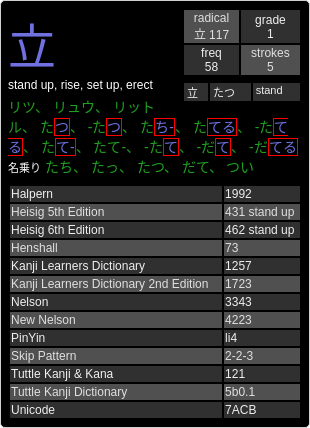 立
radical
立 117
grade
1
freq
58
strokes
5
stand up, rise, set up, erect
立 たつ stand
リツ、 リュウ、 リット
ル、 たつ、 -たつ、 たち-、 たてる、 -たて
る、 たて-、 たて-、 -たて、 -だて、 -だてる
名乗り たち、 たっ、 たつ、 だて、 つい
Halpern 1992
Heisig 5th Edition 431 stand up
Heisig 6th Edition 462 stand up
Henshall 73
Kanji Learners Dictionary 1257
Kanji Learners Dictionary 2nd Edition 1723
Nelson 3343
New Nelson 4223
PinYin li4
Skip Pattern 2-2-3
Tuttle Kanji & Kana 121
Tuttle Kanji Dictionary 5b0.1
Unicode 7ACB